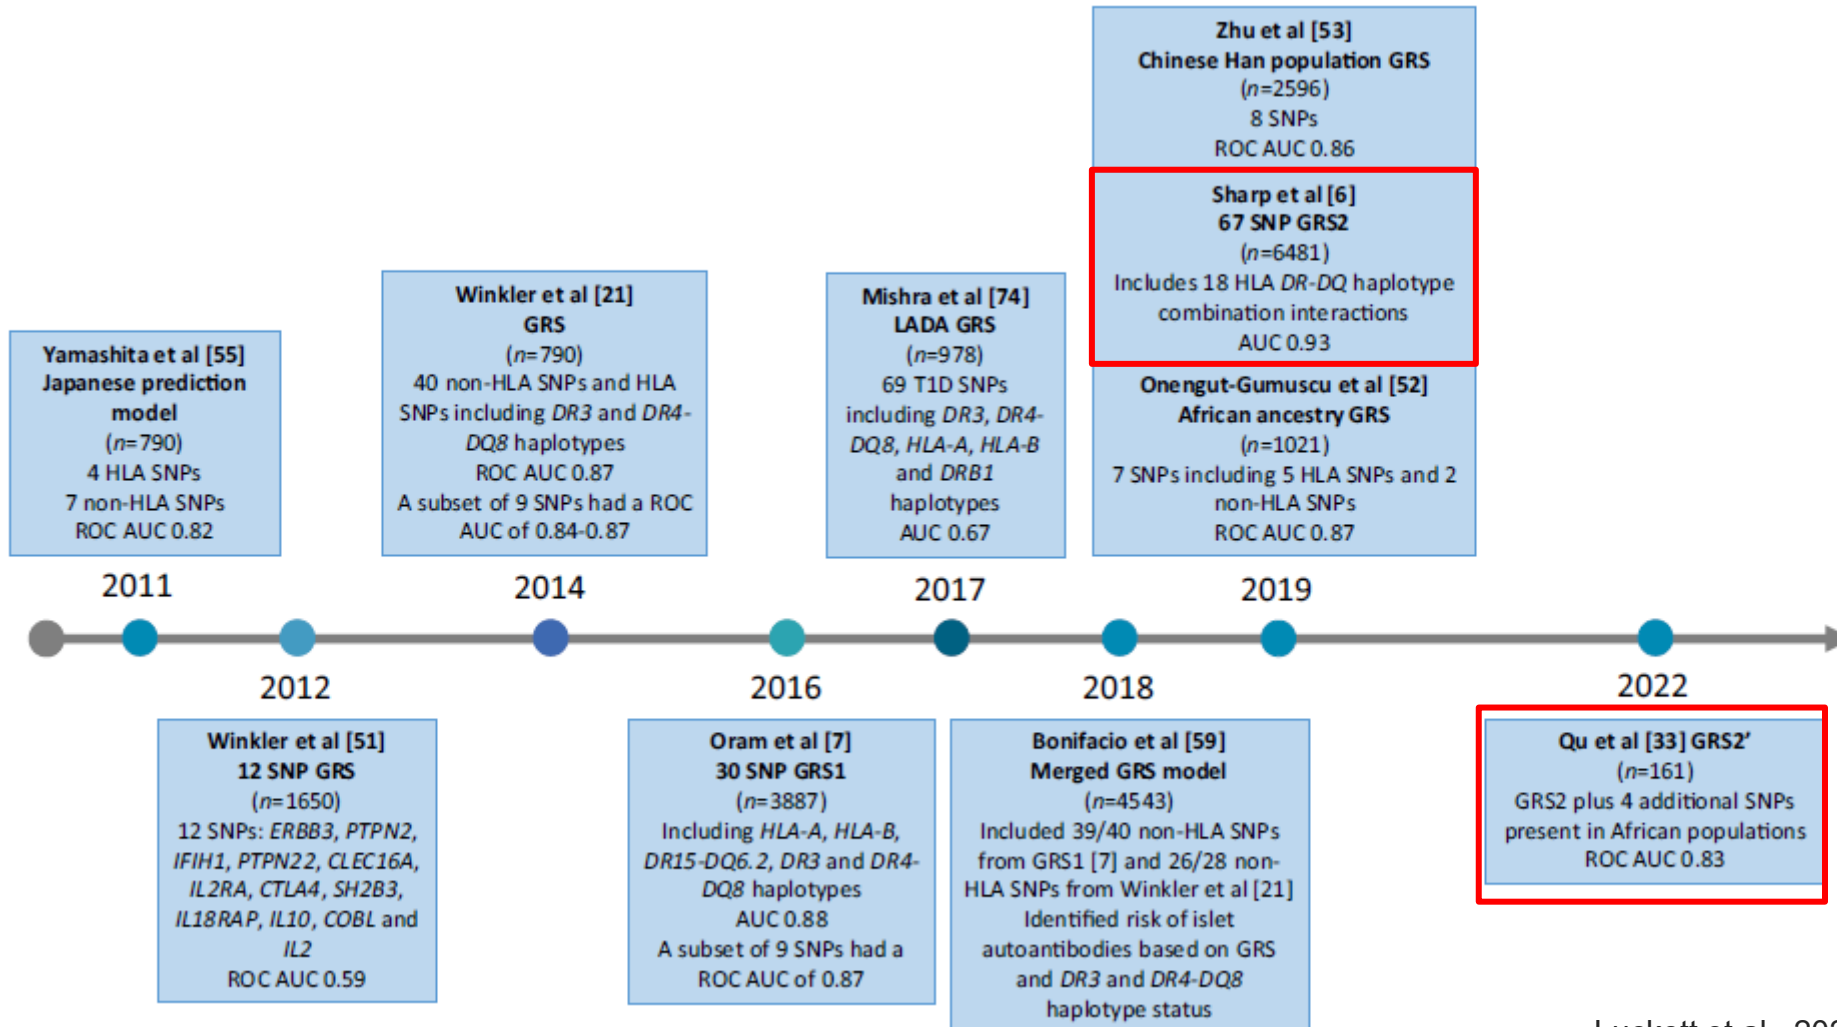 Zhu et al [53]
Chinese Han population GRS
(n=2596)
8 SNPs
ROC AUC 0.86
Sharp et al [6]
67 SNP GRS2
(n=6481)
Includes 18 HLA DR-DQ haplotype
combination interactions
AUC 0.93
Onengut-Gumuscu et al [52]
African ancestry GRS
(n=1021)
7 SNPs including 5 HLA SNPs and 2
non-HLA SNPs
ROC AUC 0.87
Yamashita et al [55]
Japanese prediction
model
(n=790)
4 HLA SNPs
7 non-HLA SNPs
ROC AUC 0.82
Winkler et al [21]
GRS
(n=790)
40 non-HLA SNPs and HLA
SNPs including DR3 and DR4-
DQ8 haplotypes
ROC AUC 0.87
A subset of 9 SNPs had a ROC
AUC of 0.84-0.87
Mishra et al [74]
LADA GRS
(n=978)
69 T1D SNPs
including DR3, DR4-
DQ8, HLA-A, HLA-B
and DRB1
haplotypes
AUC 0.67
2011
2014
2017
2019
2012
2016
2018
2022
Winkler et al [51]
12 SNP GRS
(n=1650)
12 SNPs: ERBB3, PTPN2,
IFIH1, PTPN22, CLEC16A,
IL2RA, CTLA4, SH2B3,
IL18RAP, IL10, COBL and
IL2
ROC AUC 0.59
Oram et al [7]
30 SNP GRS1
(n=3887)
Including HLA-A, HLA-B,
DR15-DQ6.2, DR3 and DR4-
DQ8 haplotypes
AUC 0.88
A subset of 9 SNPs had a
ROC AUC of 0.87
Bonifacio et al [59]
Merged GRS model
(n=4543)
Included 39/40 non-HLA SNPs
from GRS1 [7] and 26/28 non-
HLA SNPs from Winkler et al [21]
Identified risk of islet
autoantibodies based on GRS
and DR3 and DR4-DQ8
haplotype status
Qu et al [33] GRS2’
(n=161)
GRS2 plus 4 additional SNPs
present in African populations
ROC AUC 0.83